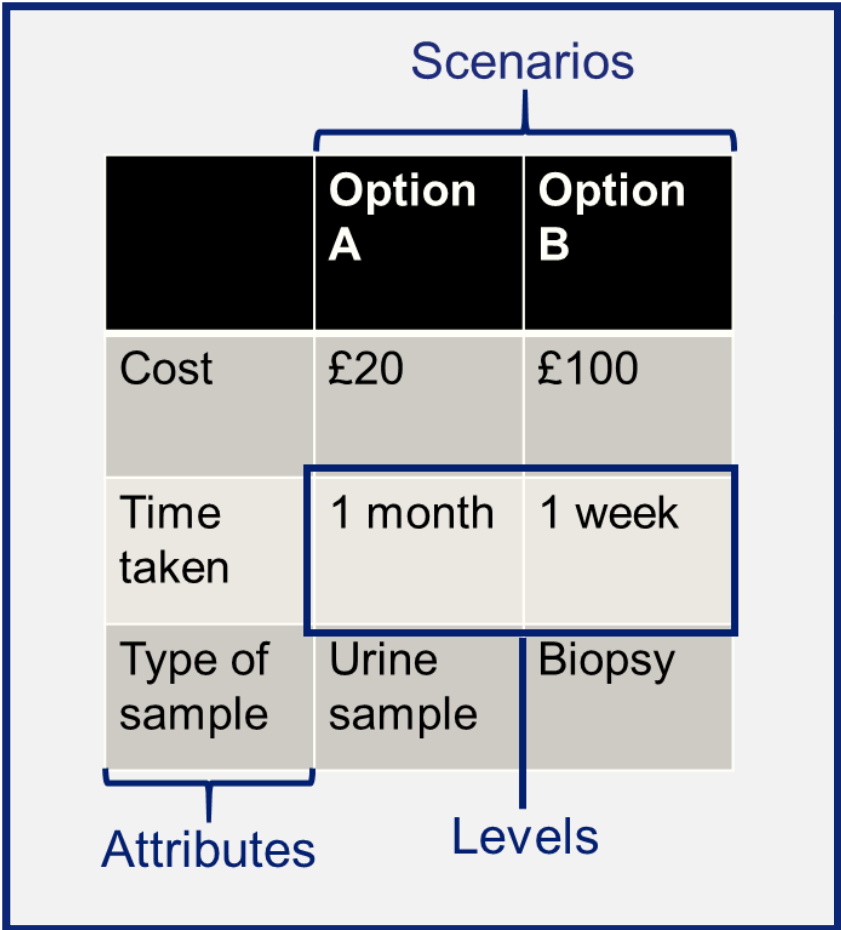 Scenarios
Option
A
Option
B
Cost
£20
£100
Time
taken
1 month
1 week
Type of
sample
Urine
sample
Biopsy
Attributes
Levels